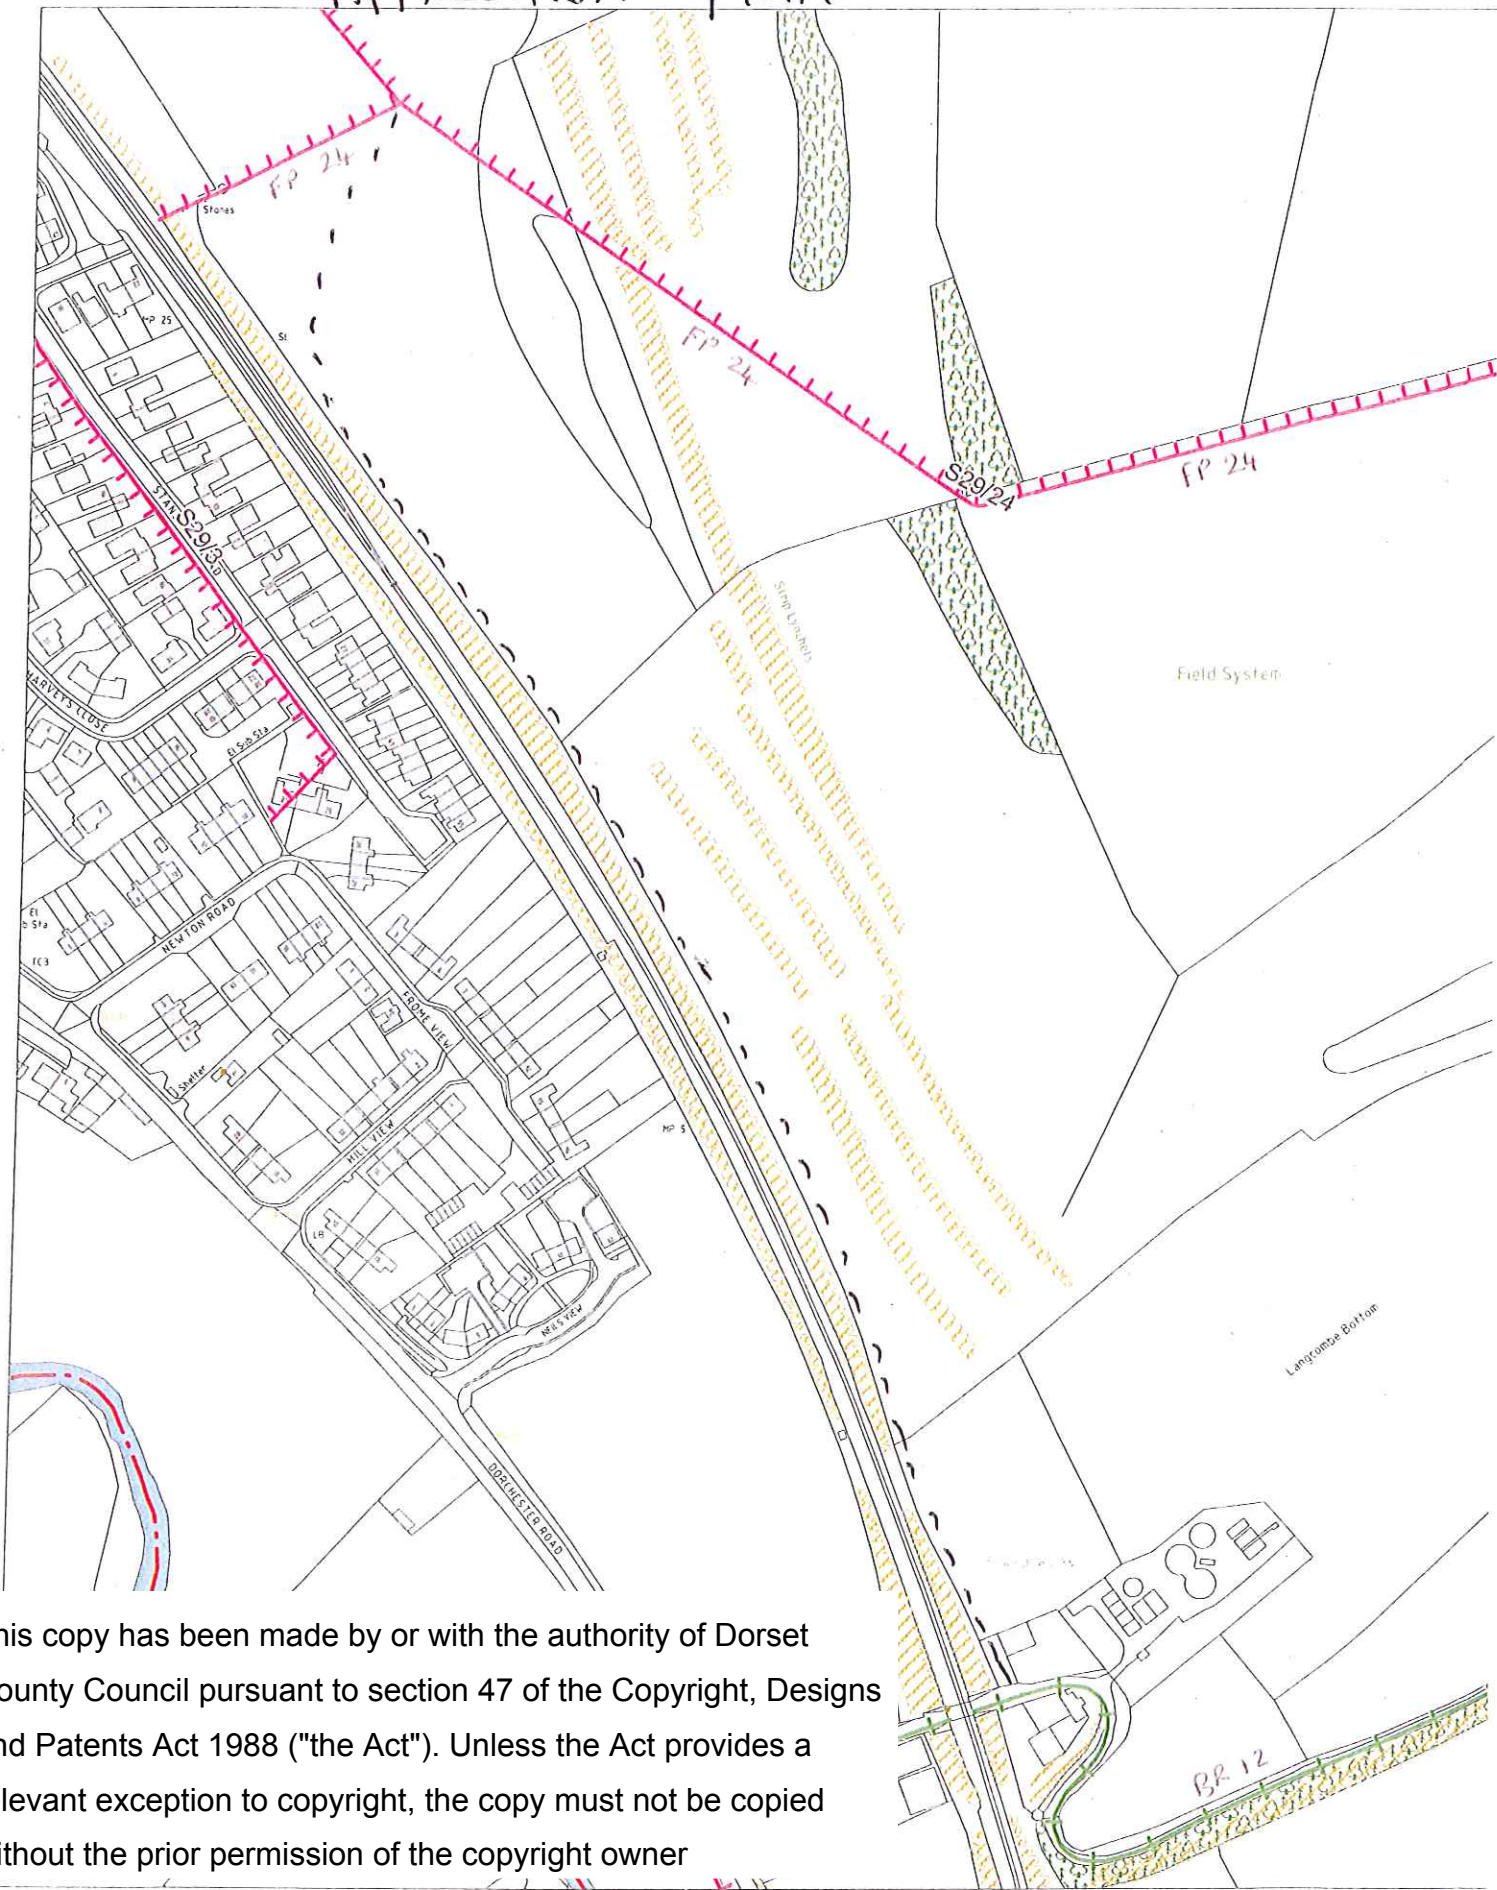 FP 24
Stones
MP 25
St
FP 24
S29/24
FP 24
S29/3
Strip Lynchets
Field System
HARVEYS CLOSE
El Sub Sta
El
b Sta
NEWTON ROAD
FROME VIEW
Shelter
HILL VIEW
MP 5
LB
NEILS VIEW
Langcombe Bottom
DORCHESTER ROAD
his copy has been made by or with the authority of Dorset
ounty Council pursuant to section 47 of the Copyright, Designs
nd Patents Act 1988 ("the Act"). Unless the Act provides a
levant exception to copyright, the copy must not be copied
ithout the prior permission of the copyright owner
BR 12